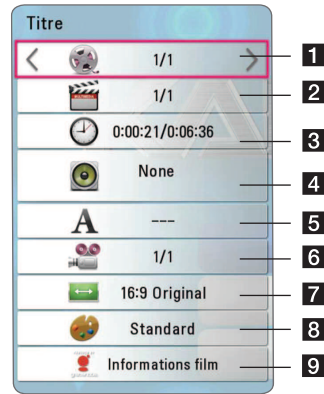 Titre
1/1 1
1/1 2
0:00:21/0:06:36 3
None 4
A --- 5
1/1 6
16:9 Original 7
Standard 8
Informations film 9